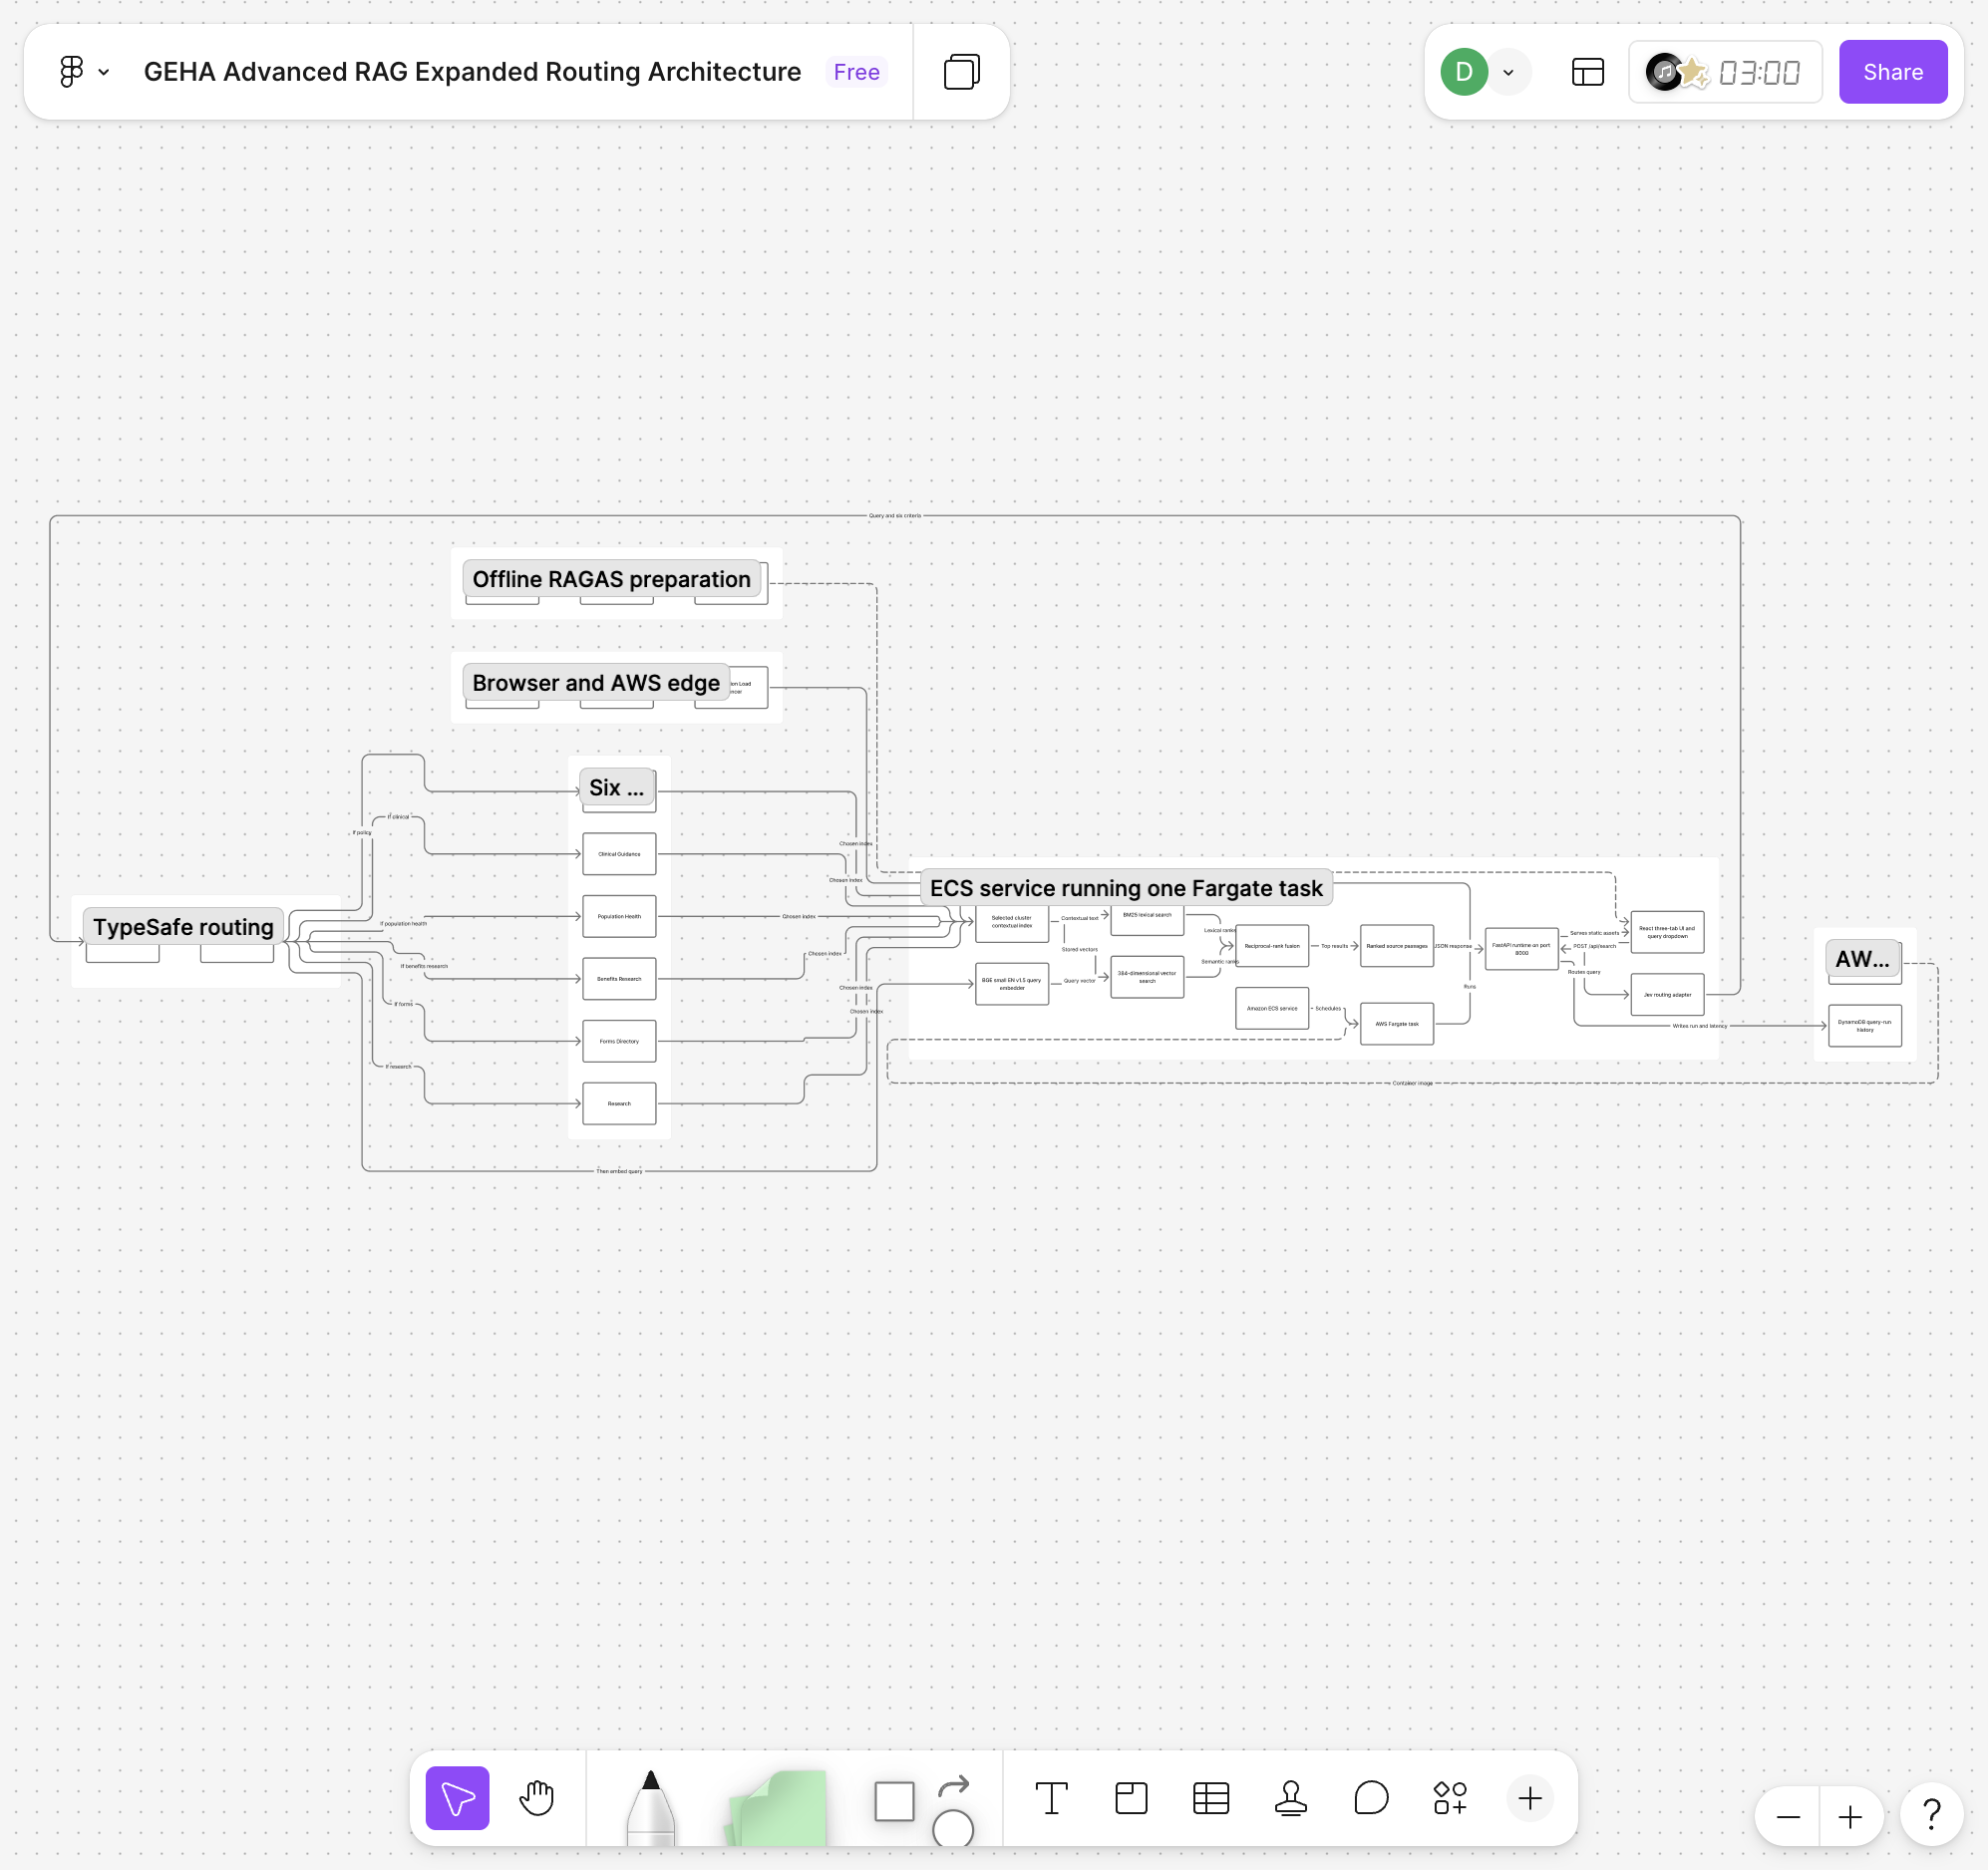 GEHA Advanced RAG Expanded Routing Architecture
Free
D
03:00
Share
Query and six criteria
Offline RAGAS preparation
Browser and AWS edge
Six ...
If clinical
If policy
Clinical Guidance
Chosen index
Chosen index
TypeSafe routing
If population health
Population Health
Chosen index
If benefits research
Benefits Research
Chosen index
If forms
Forms Directory
Chosen index
Chosen index
If research
Research
Then embed query
ECS service running one Fargate task
Selected cluster
contextual index
Contextual text
BM25 lexical search
Lexical ranks
Stored vectors
Semantic ranks
BGE small EN v1.5 query
embedder
Query vector
384-dimensional vector
search
Reciprocal-rank fusion
Top results
Ranked source passages
JSON response
Amazon ECS service
Schedules
AWS Fargate task
Runs
FastAPI runtime on port
8000
Serves static assets
POST /api/search
Routes query
React three-tab UI and
query dropdown
Jev routing adapter
Writes run and latency
AW...
DynamoDB query-run
history
Container image
T
?